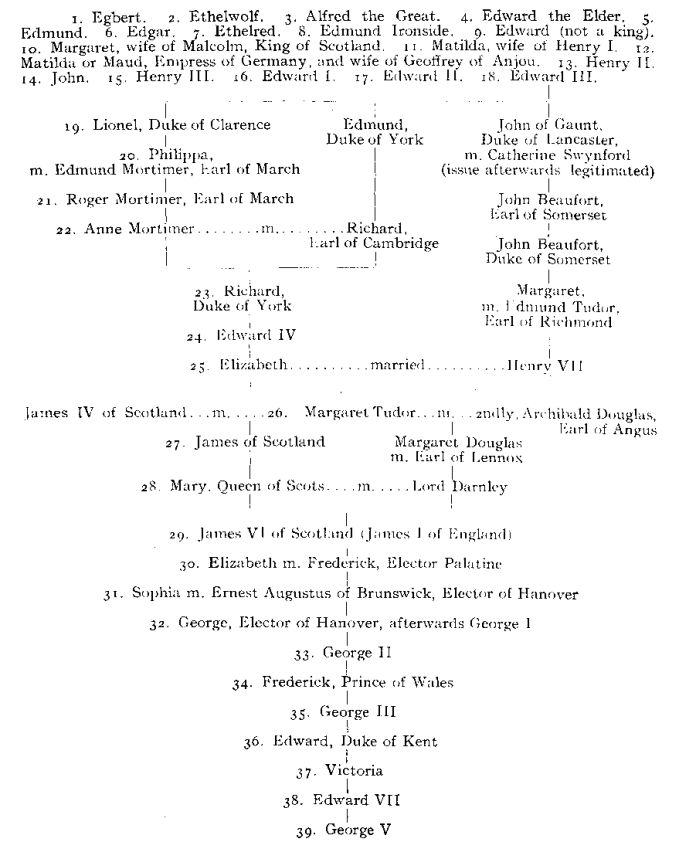 1. Egbert. 2. Ethelwolf. 3. Alfred the Great. 4. Edward the Elder. 5.
Edmund. 6. Edgar. 7. Ethelred. 8. Edmund Ironside. 9. Edward (not a king).
10. Margaret, wife of Malcolm, King of Scotland. 11. Matilda, wife of Henry I. 12.
Matilda or Maud, Empress of Germany, and wife of Geoffrey of Anjou. 13. Henry II.
14. John. 15. Henry III. 16. Edward I. 17. Edward II. 18. Edward III.
19. Lionel, Duke of Clarence
Edmund,
Duke of York
John of Gaunt,
Duke of Lancaster,
m. Catherine Swynford
(issue afterwards legitimated)
20. Philippa,
m. Edmund Mortimer, Earl of March
21. Roger Mortimer, Earl of March
John Beaufort,
Earl of Somerset
22. Anne Mortimer........m.........Richard,
Earl of Cambridge
John Beaufort,
Duke of Somerset
23. Richard,
Duke of York
Margaret,
m. Edmund Tudor,
Earl of Richmond
24. Edward IV
25. Elizabeth..........married..........Henry VII
James IV of Scotland...m.....26. Margaret Tudor...m...2ndly, Archibald Douglas,
Earl of Angus
27. James of Scotland
Margaret Douglas
m. Earl of Lennox
28. Mary, Queen of Scots....m.....Lord Darnley
29. James VI of Scotland (James I of England)
30. Elizabeth m. Frederick, Elector Palatine
31. Sophia m. Ernest Augustus of Brunswick, Elector of Hanover
32. George, Elector of Hanover, afterwards George I
33. George II
34. Frederick, Prince of Wales
35. George III
36. Edward, Duke of Kent
37. Victoria
38. Edward VII
39. George V